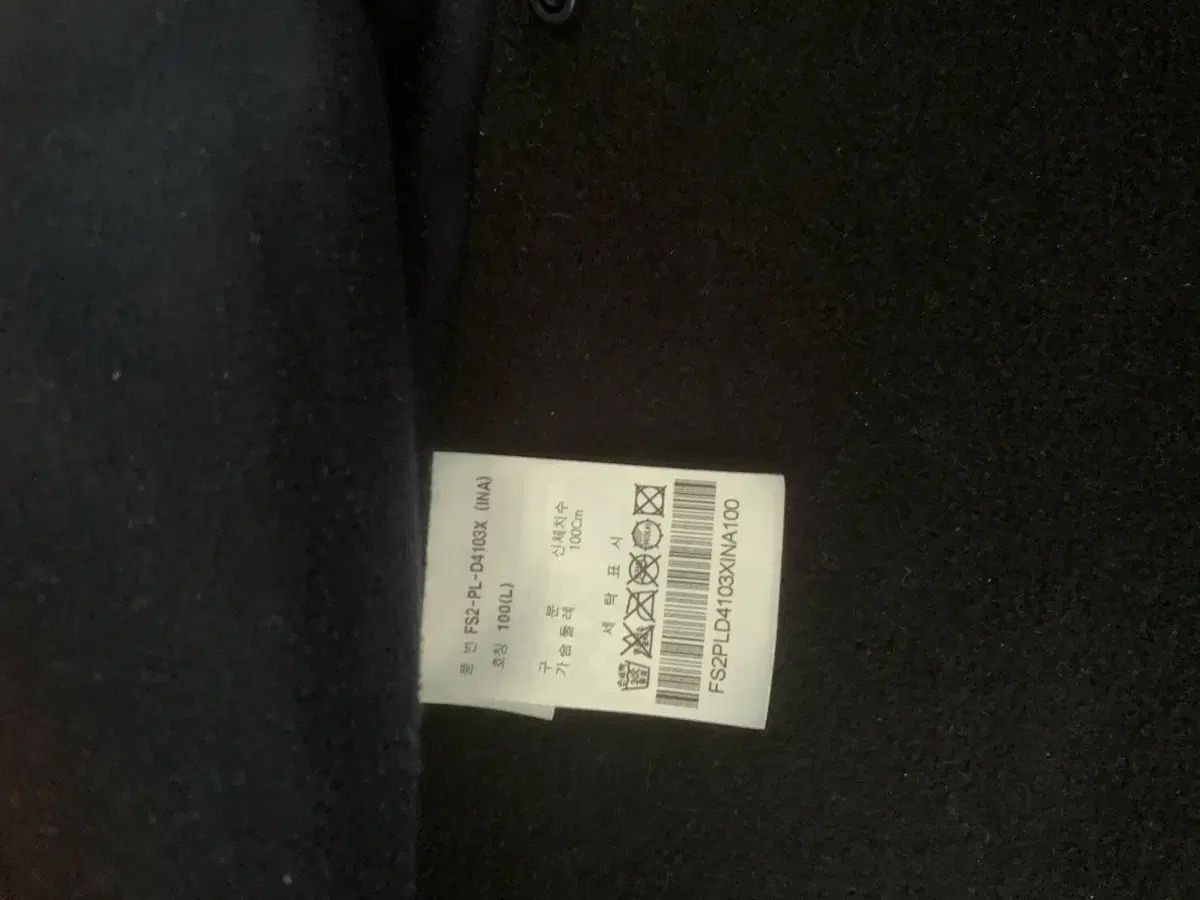 품 번 FS2-PL-D4103X (INA)
호칭 100(L)
구 분 신체치수
가슴둘레 100Cm
세 탁 표 시
FS2PLD4103XINA100